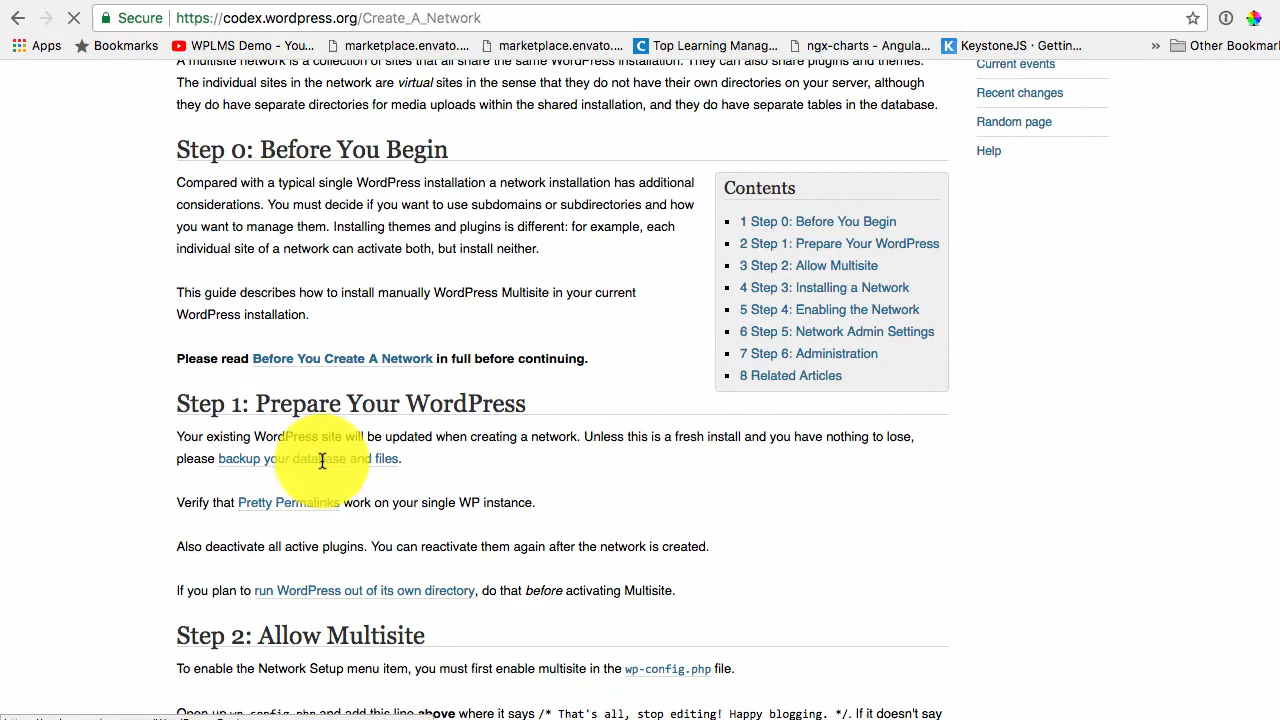 Secure https://codex.wordpress.org/Create_A_Network
Apps Bookmarks WPLMS Demo - You... marketplace.envato.... marketplace.envato.... Top Learning Manag... ngx-charts - Angula... KeystoneJS · Gettin... » Other Bookmar
A multisite network is a collection of sites that all share the same WordPress installation. They can also share plugins and themes.
The individual sites in the network are virtual sites in the sense that they do not have their own directories on your server, although
they do have separate directories for media uploads within the shared installation, and they do have separate tables in the database.
Current events
Recent changes
Random page
Help
Step 0: Before You Begin
Compared with a typical single WordPress installation a network installation has additional
considerations. You must decide if you want to use subdomains or subdirectories and how
you want to manage them. Installing themes and plugins is different: for example, each
individual site of a network can activate both, but install neither.
This guide describes how to install manually WordPress Multisite in your current
WordPress installation.
Please read Before You Create A Network in full before continuing.
Contents
1 Step 0: Before You Begin
2 Step 1: Prepare Your WordPress
3 Step 2: Allow Multisite
4 Step 3: Installing a Network
5 Step 4: Enabling the Network
6 Step 5: Network Admin Settings
7 Step 6: Administration
8 Related Articles
Step 1: Prepare Your WordPress
Your existing WordPress site will be updated when creating a network. Unless this is a fresh install and you have nothing to lose,
please backup your database and files.
Verify that Pretty Permalinks work on your single WP instance.
Also deactivate all active plugins. You can reactivate them again after the network is created.
If you plan to run WordPress out of its own directory, do that before activating Multisite.
Step 2: Allow Multisite
To enable the Network Setup menu item, you must first enable multisite in the wp-config.php file.
Open up wp-config.php and add this line above where it says /* That's all, stop editing! Happy blogging. */. If it doesn't say